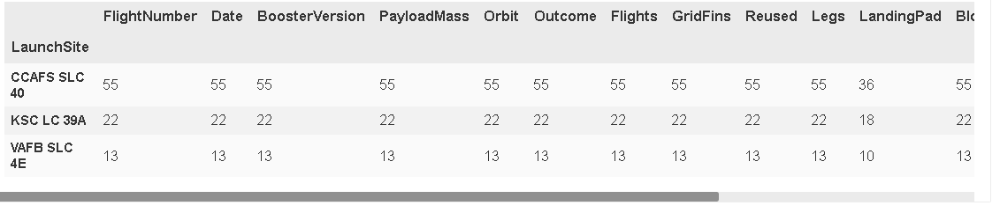 FlightNumber Date BoosterVersion PayloadMass Orbit Outcome Flights GridFins Reused Legs LandingPad
LaunchSite
CCAFS SLC 40 55 55 55 55 55 55 55 55 55 55 36 55
KSC LC 39A 22 22 22 22 22 22 22 22 22 22 18 22
VAFB SLC 4E 13 13 13 13 13 13 13 13 13 13 10 13